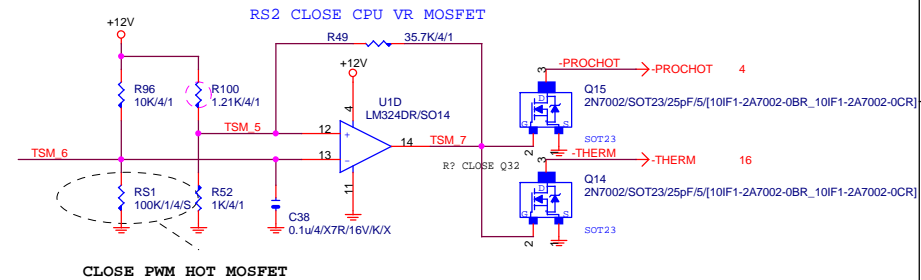 RS2 CLOSE CPU VR MOSFET
+12V
R49
35.7K/4/1
+12V
R96
10K/4/1
R100
1.21K/4/1
U1D
LM324DR/SO14
TSM_5
12
+
4
14
TSM_7
TSM_6
13
-
11
R? CLOSE Q32
RS1
100K/1/4/S
R52
1K/4/1
C38
0.1u/4/X7R/16V/K/X
CLOSE PWM HOT MOSFET
3
-PROCHOT
-PROCHOT
4
Q15
2N7002/SOT23/25pF/5/[10IF1-2A7002-0BR_10IF1-2A7002-0CR]
D
G
S
SOT23
2
1
3
-THERM
-THERM
16
Q14
2N7002/SOT23/25pF/5/[10IF1-2A7002-0BR_10IF1-2A7002-0CR]
D
G
S
SOT23
2
1